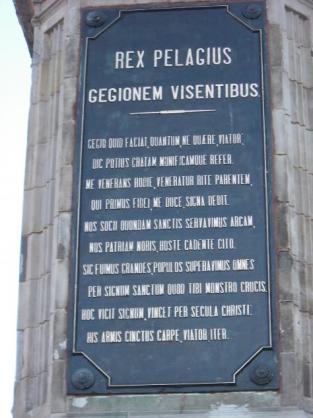 REX PELAGIUS
GEGIONEM VISENTIBUS
GEGIO QUID FACIAT, QUANTUM, NE QUÆRE, VIATOR,
DIC POTIUS GRATAM MUNIFICAMQUE REFER.
ME VENERANS HODIE, VENERATUR RITE PARENTEM,
QUI PRIMUS FIDEI, ME DUCE, SIGNA DEDIT.
NOS SOCII QUONDAM SANCTIS SERVAVIMUS ARCAM,
NOS PATRIAM NOBIS, HOSTE CADENTE CITO.
SIC FUIMUS GRANDES, POPULOS SUPERAVIMUS OMNES
PER SIGNUM SANCTUM QUOD TIBI MONSTRO CRUCIS.
HOC VICIT SIGNUM, VINCET PER SECULA CHRISTI:
HIS ARMIS CINCTUS CARPE, VIATOR ITER.